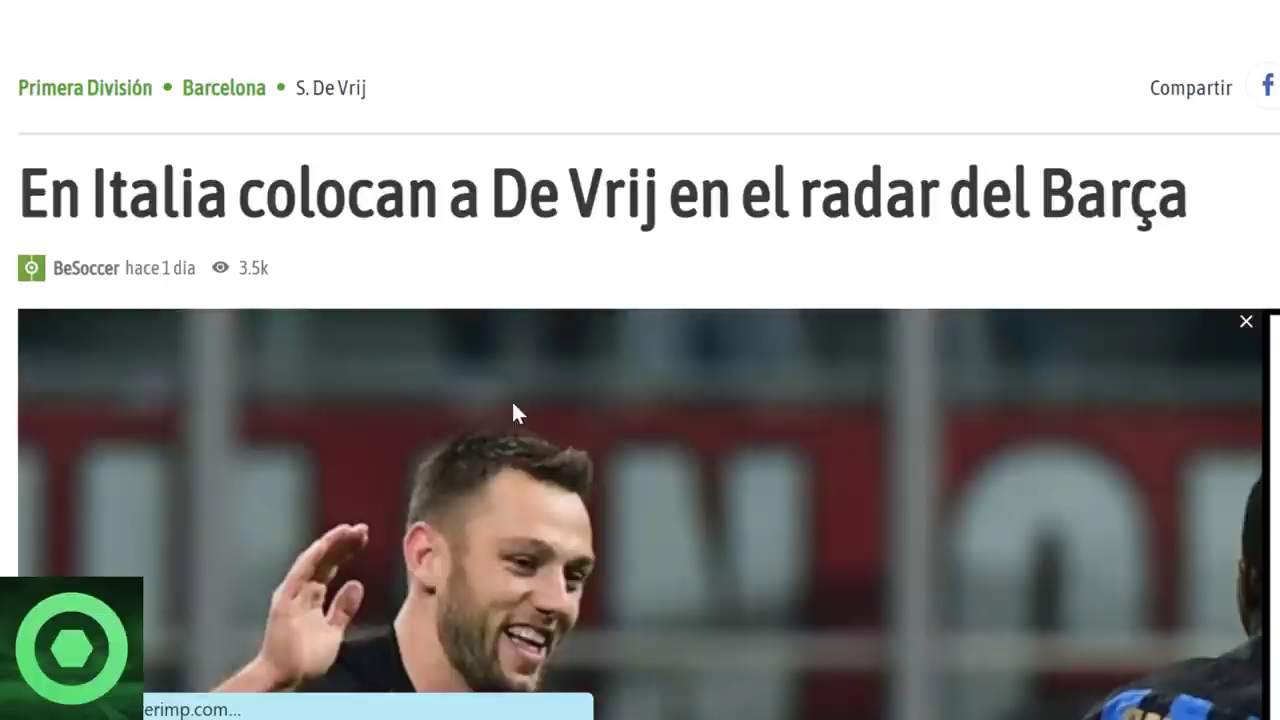 Primera División • Barcelona • S. De Vrij
Compartir
En Italia colocan a De Vrij en el radar del Barça
BeSoccer hace 1 día 3.5k
erimp.com...